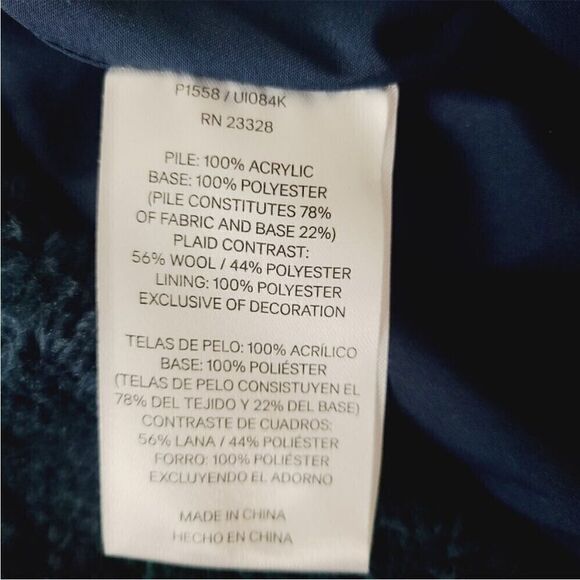 P1558 / U1084K
RN 23328
PILE: 100% ACRYLIC
BASE: 100% POLYESTER
(PILE CONSTITUTES 78%
OF FABRIC AND BASE 22%)
PLAID CONTRAST:
56% WOOL / 44% POLYESTER
LINING: 100% POLYESTER
EXCLUSIVE OF DECORATION
TELAS DE PELO: 100% ACRÍLICO
BASE: 100% POLIÉSTER
(TELAS DE PELO CONSISTUYEN EL
78% DEL TEJIDO Y 22% DEL BASE)
CONTRASTE DE CUADROS:
56% LANA / 44% POLIÉSTER
FORRO: 100% POLIÉSTER
EXCLUYENDO EL ADORNO
MADE IN CHINA
HECHO EN CHINA